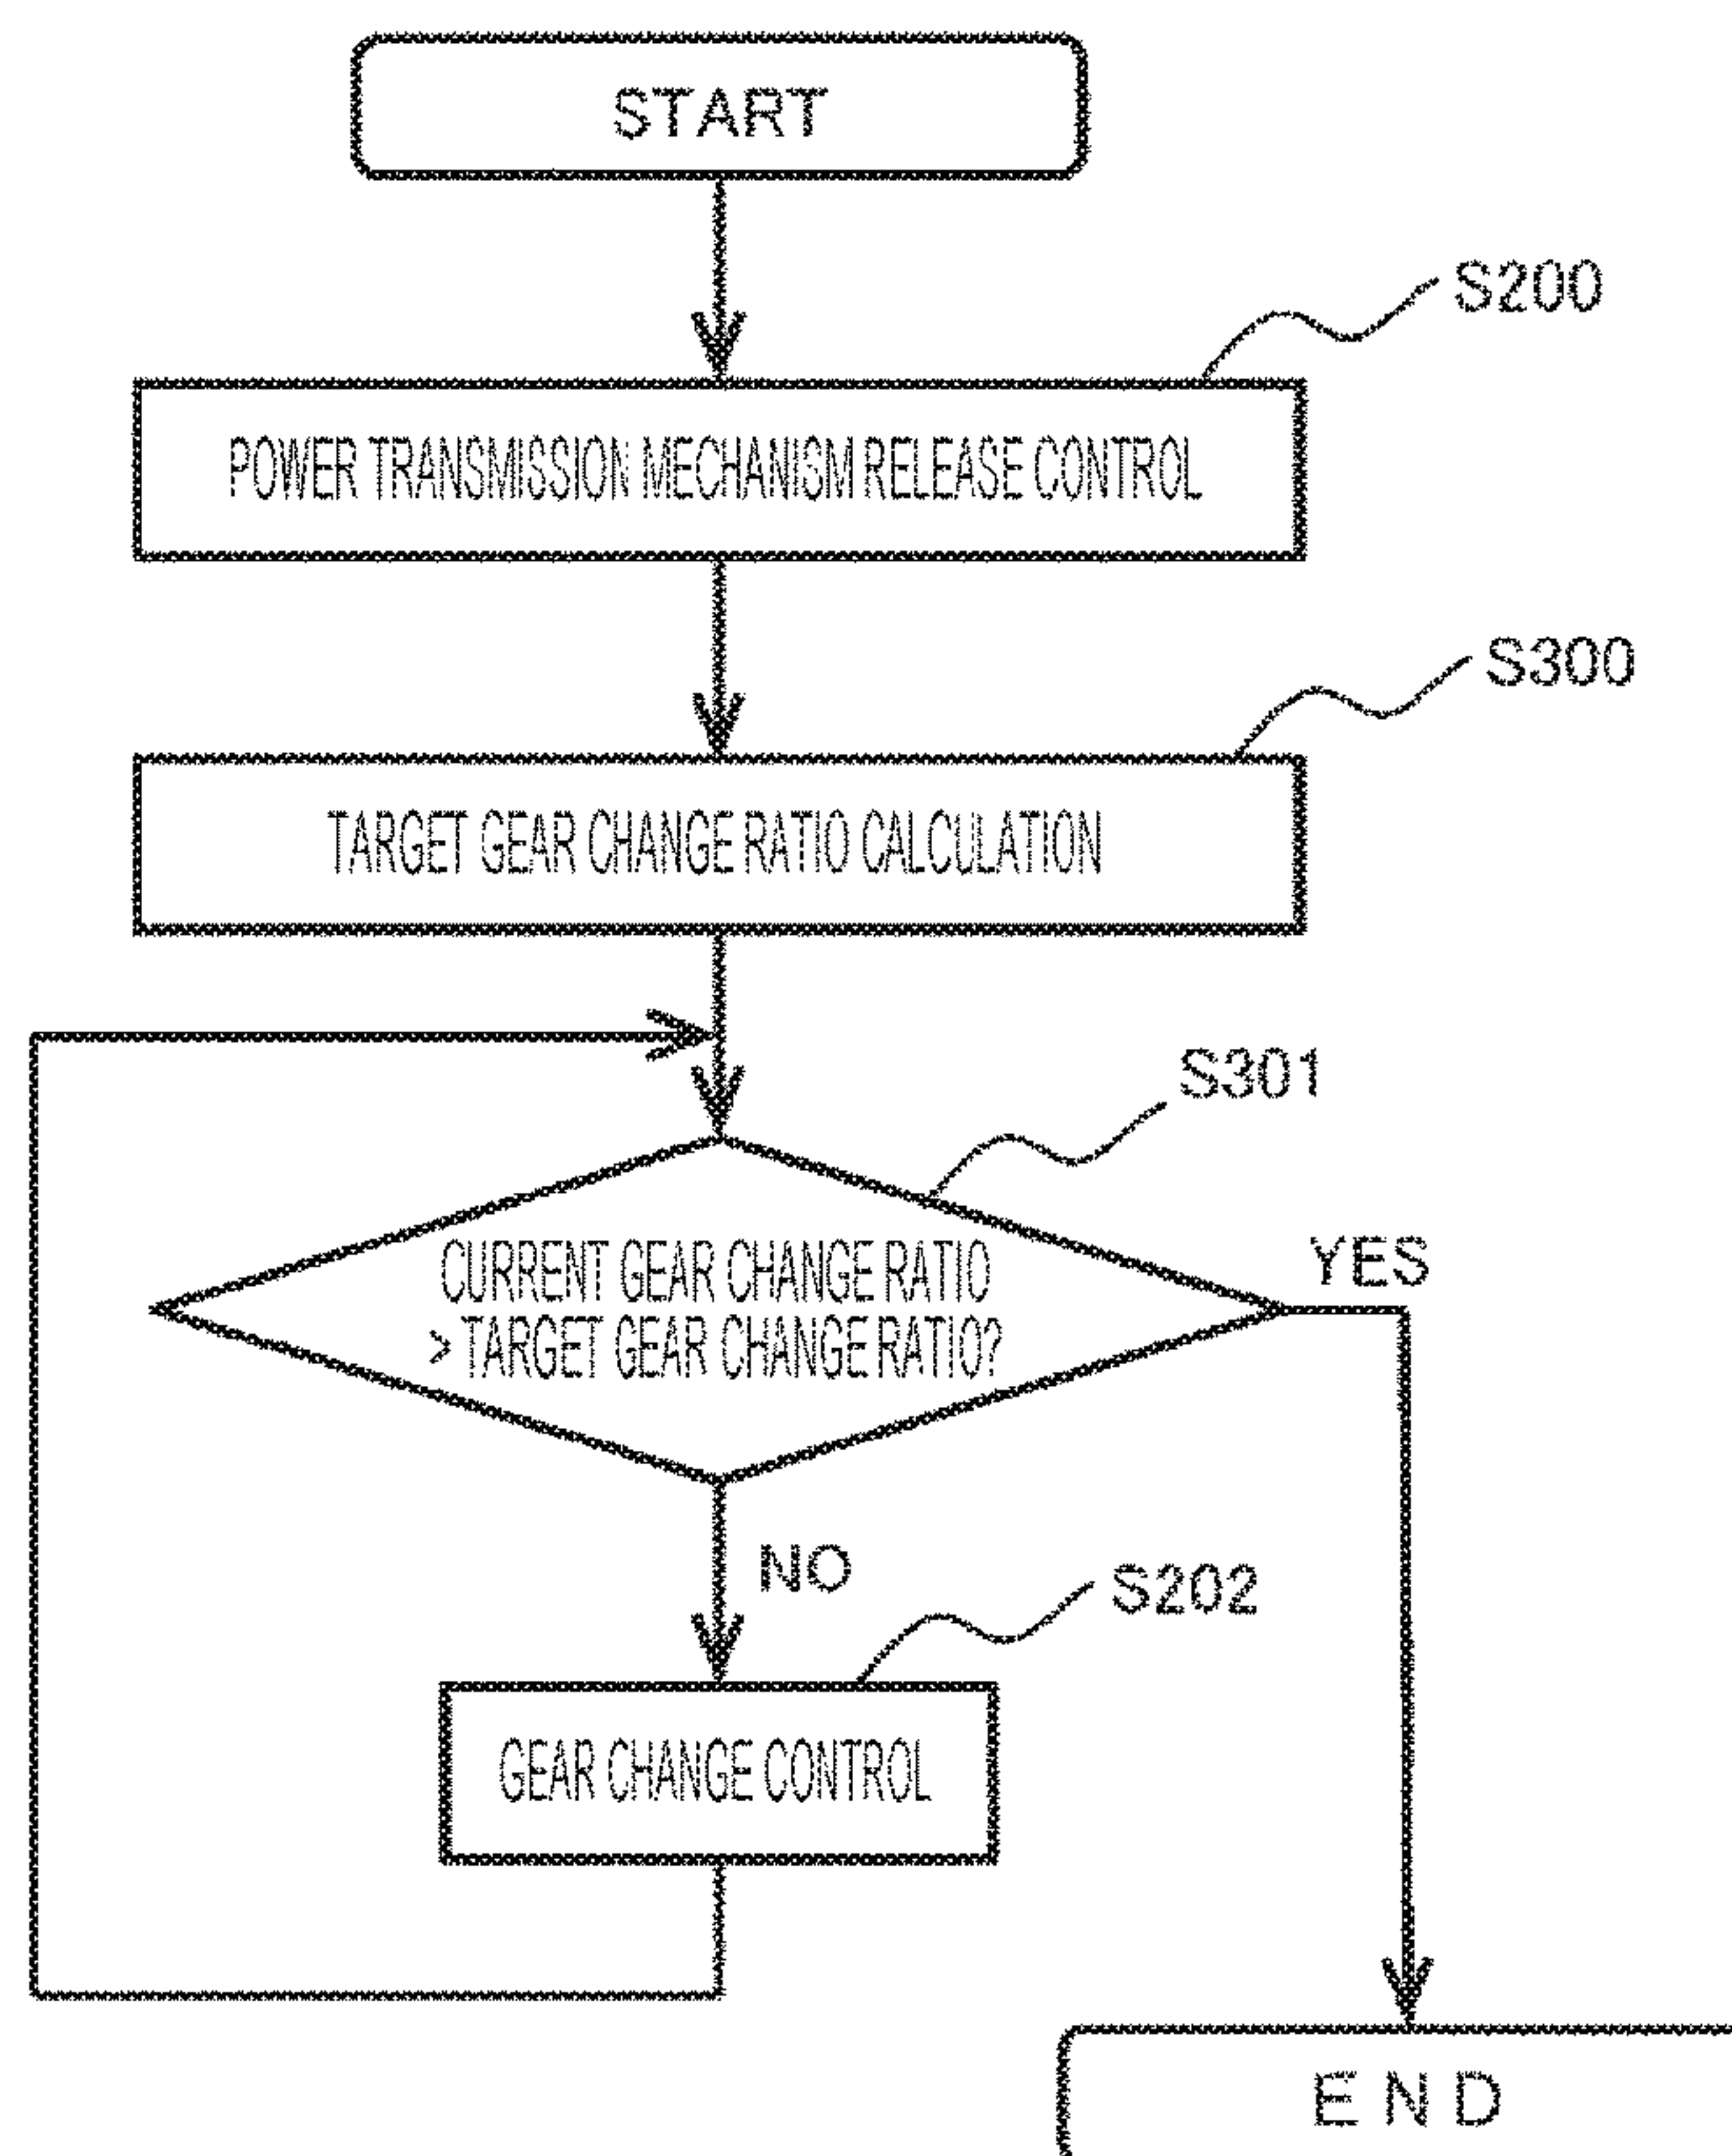 START
S200
POWER TRANSMISSION MECHANISM RELEASE CONTROL
S300
TARGET GEAR CHANGE RATIO CALCULATION
S301
CURRENT GEAR CHANGE RATIO
> TARGET GEAR CHANGE RATIO?
YES
NO
S202
GEAR CHANGE CONTROL
END